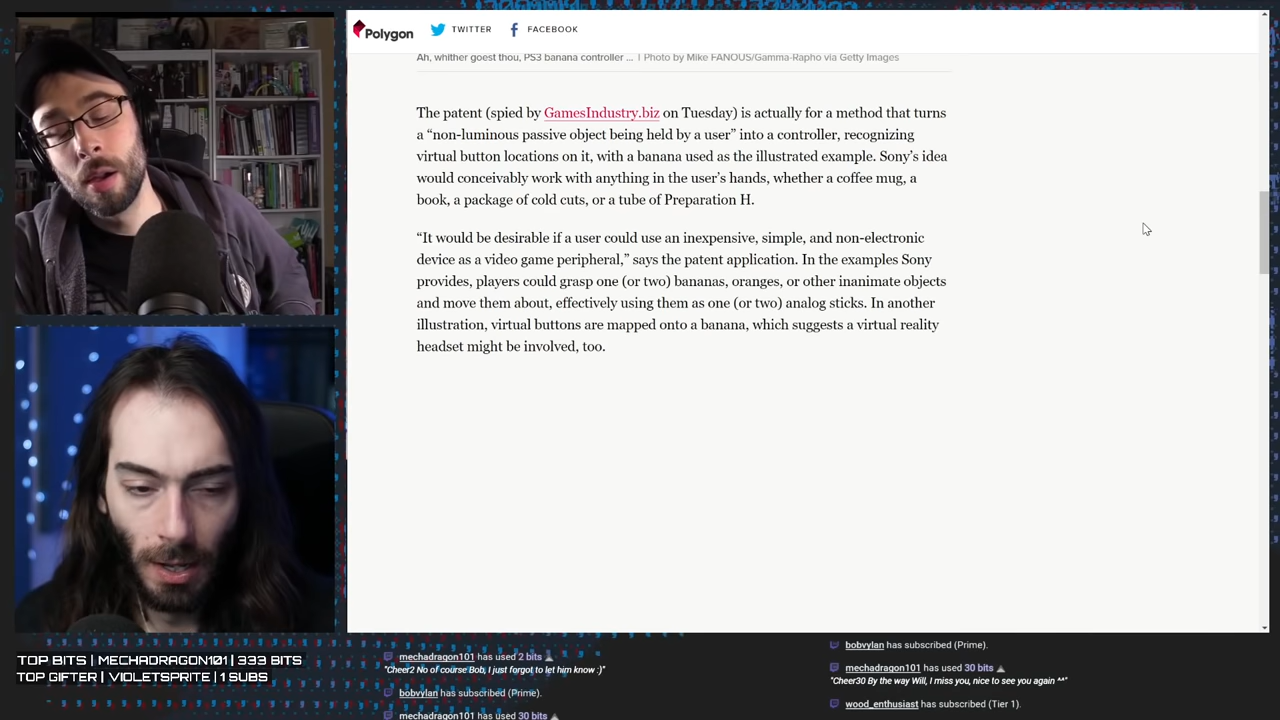 Polygon
TWITTER
FACEBOOK
Ah, whither goest thou, PS3 banana controller ... | Photo by Mike FANOUS/Gamma-Rapho via Getty Images
The patent (spied by GamesIndustry.biz on Tuesday) is actually for a method that turns
a “non-luminous passive object being held by a user” into a controller, recognizing
virtual button locations on it, with a banana used as the illustrated example. Sony’s idea
would conceivably work with anything in the user’s hands, whether a coffee mug, a
book, a package of cold cuts, or a tube of Preparation H.
“It would be desirable if a user could use an inexpensive, simple, and non-electronic
device as a video game peripheral,” says the patent application. In the examples Sony
provides, players could grasp one (or two) bananas, oranges, or other inanimate objects
and move them about, effectively using them as one (or two) analog sticks. In another
illustration, virtual buttons are mapped onto a banana, which suggests a virtual reality
headset might be involved, too.
TOP BITS | MECHADRAGON101 | 333 BITS
TOP GIFTER | VIOLETSPRITE | 1 SUBS
mechadragon101 has used 2 bits
"Cheer2 No of course Bob, I just forgot to let him know :)"
bobvylan has subscribed (Prime).
mechadragon101 has used 30 bits
bobvylan has subscribed (Prime).
mechadragon101 has used 30 bits
"Cheer30 By the way Will, I miss you, nice to see you again ^^"
wood_enthusiast has subscribed (Tier 1).